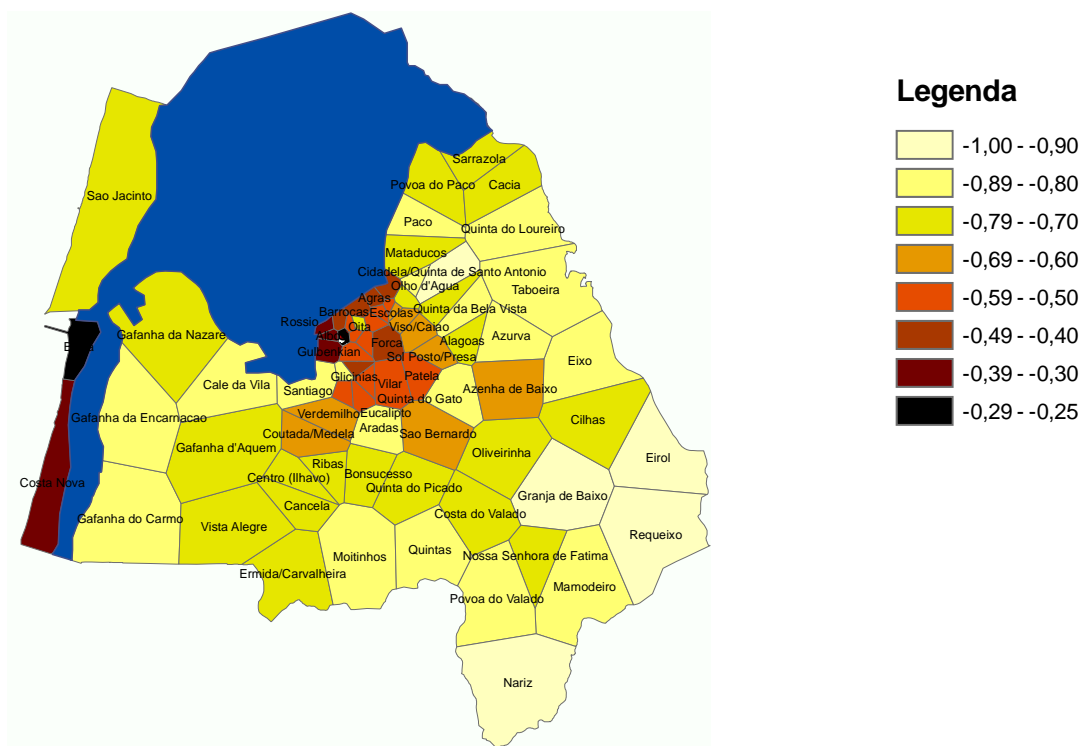 Legenda
-1,00 - -0,90
-0,89 - -0,80
-0,79 - -0,70
-0,69 - -0,60
-0,59 - -0,50
-0,49 - -0,40
-0,39 - -0,30
-0,29 - -0,25
Sarrazola
Povoa do Paco
Cacia
Sao Jacinto
Paco
Quinta do Loureiro
Mataducos
Cidadela/Quinta de Santo Antonio
Olho d'Agua
Taboeira
Agras
Barrocas
Escolas
Quinta da Bela Vista
Rossio
Oita
Viso/Caiao
Gafanha da Nazare
Forca
Alagoas
Azurva
Gulbenkian
Sol Posto/Presa
Eixo
Glicinias
Vilar
Patela
Cale da Vila
Santiago
Azenha de Baixo
Quinta do Gato
Gafanha da Encarnacao
Verdemilho
Eucalipto
Aradas
Cilhas
Coutada/Medela
Sao Bernardo
Gafanha d'Aquem
Oliveirinha
Eirol
Ribas
Bonsucesso
Centro (Ilhavo)
Costa Nova
Quinta do Picado
Granja de Baixo
Cancela
Costa do Valado
Gafanha do Carmo
Vista Alegre
Requeixo
Quintas
Moitinhos
Nossa Senhora de Fatima
Ermida/Carvalheira
Mamodeiro
Povoa do Valado
Nariz